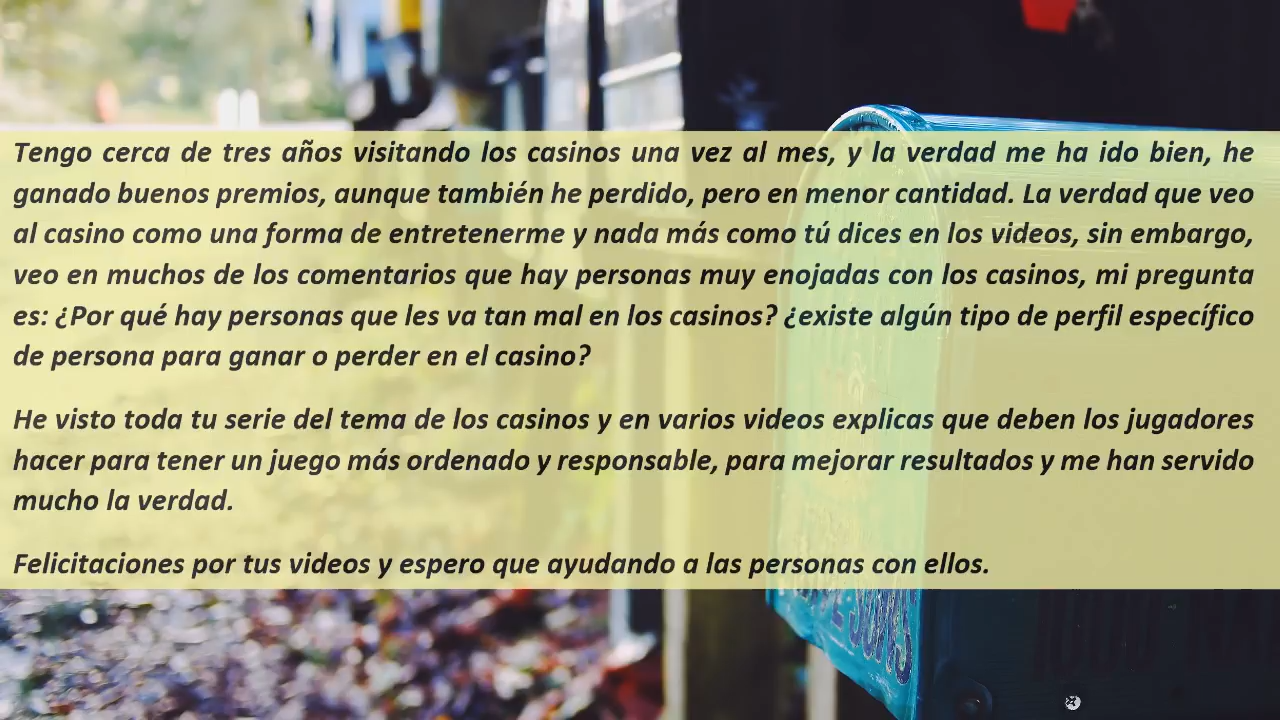 Tengo cerca de tres años visitando los casinos una vez al mes, y la verdad me ha ido bien, he
ganado buenos premios, aunque también he perdido, pero en menor cantidad. La verdad que veo
al casino como una forma de entretenerme y nada más como tú dices en los videos, sin embargo,
veo en muchos de los comentarios que hay personas muy enojadas con los casinos, mi pregunta
es: ¿Por qué hay personas que les va tan mal en los casinos? ¿existe algún tipo de perfil específico
de persona para ganar o perder en el casino?
He visto toda tu serie del tema de los casinos y en varios videos explicas que deben los jugadores
hacer para tener un juego más ordenado y responsable, para mejorar resultados y me han servido
mucho la verdad.
Felicitaciones por tus videos y espero que ayudando a las personas con ellos.